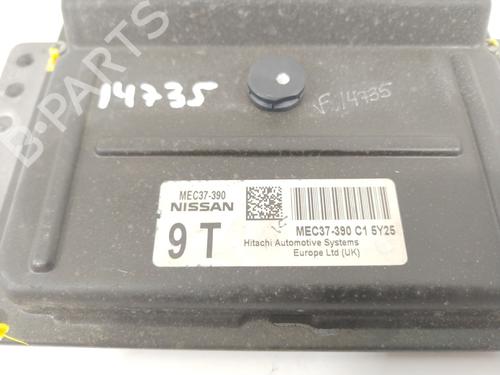 B-PARTS
14735
F 14735
MEC37-390
NISSAN
9 T
MEC37-390 C1 5Y25
Hitachi Automotive Systems
Europe Ltd (UK)